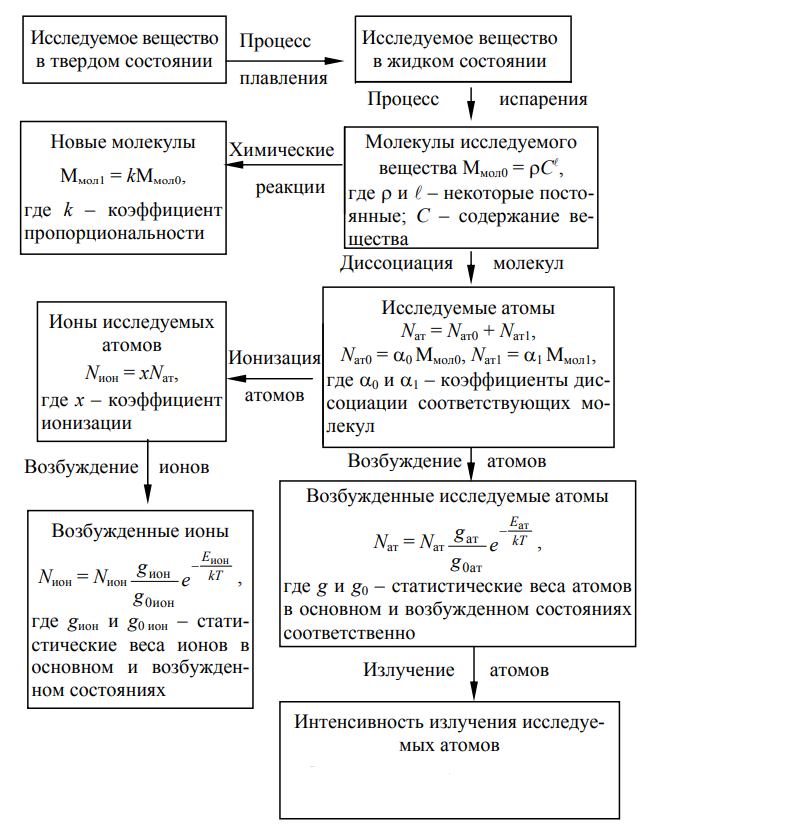 Исследуемое вещество
в твердом состоянии
Процесс
плавления
Исследуемое вещество
в жидком состоянии
Процесс испарения
Новые молекулы
Mмол1 = kMмол0,
где k – коэффициент
пропорциональности
Химические
реакции
Молекулы исследуемого
вещества Mмол0 = ρC^ℓ,
где ρ и ℓ – некоторые посто-
янные; C – содержание ве-
щества
Диссоциация молекул
Ионы исследуемых
атомов
Nион = xNат,
где x – коэффициент
ионизации
Ионизация
атомов
Исследуемые атомы
Nат = Nат0 + Nат1,
Nат0 = α0 Mмол0, Nат1 = α1 Mмол1,
где α0 и α1 – коэффициенты дис-
социации соответствующих мо-
лекул
Возбуждение ионов
Возбуждение атомов
Возбужденные ионы
Nион = Nион gион/g0ион e^(–Eион/kT),
где gион и g0 ион – стати-
стические веса ионов в
основном и возбужден-
ном состояниях
Возбужденные исследуемые атомы
Nат = Nат gат/g0ат e^(–Eат/kT),
где g и g0 – статистические веса атомов
в основном и возбужденном состояниях
соответственно
Излучение атомов
Интенсивность излучения исследуе-
мых атомов